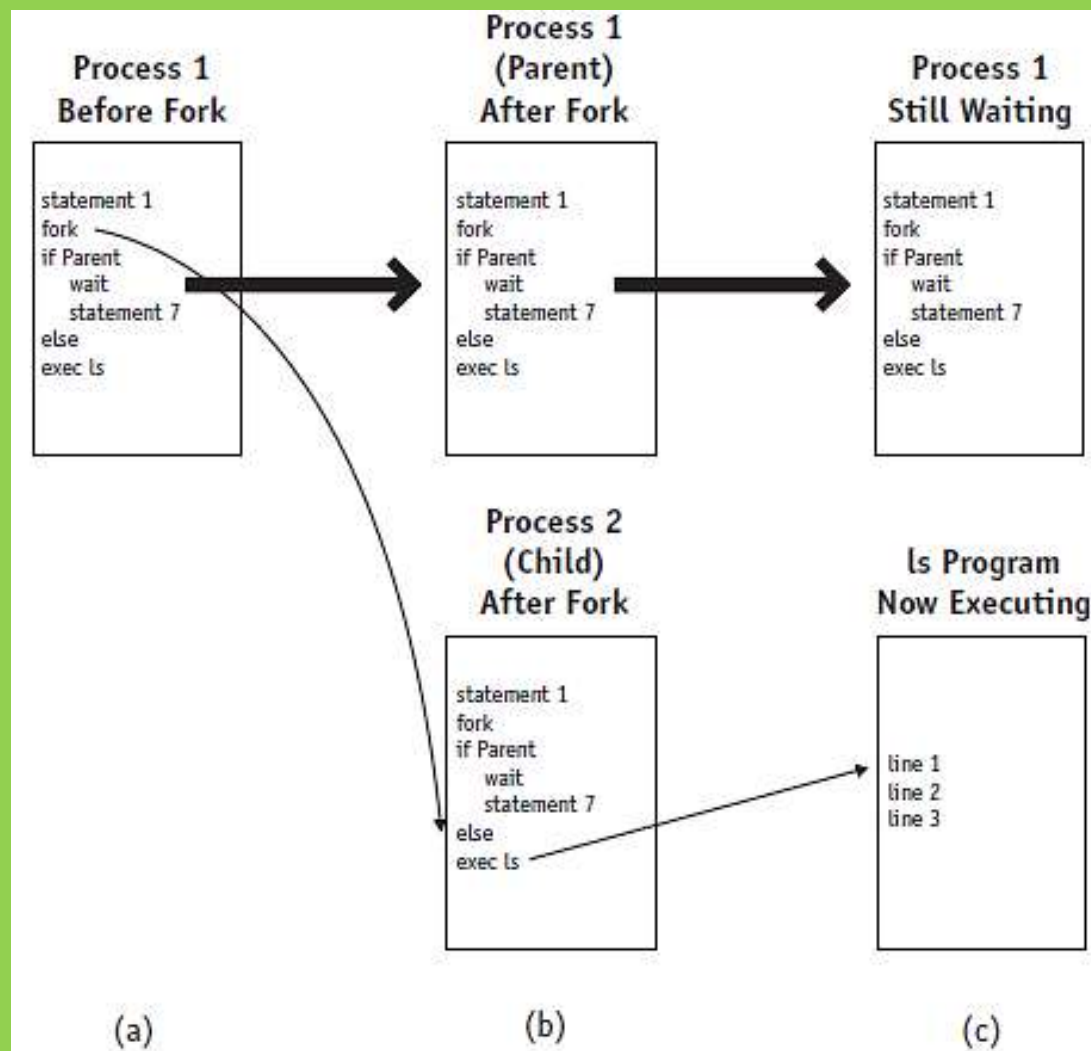 Process 1
Before Fork
statement 1
fork
if Parent
wait
statement 7
else
exec ls
Process 1
(Parent)
After Fork
statement 1
fork
if Parent
wait
statement 7
else
exec ls
Process 1
Still Waiting
statement 1
fork
if Parent
wait
statement 7
else
exec ls
Process 2
(Child)
After Fork
statement 1
fork
if Parent
wait
statement 7
else
exec ls
ls Program
Now Executing
line 1
line 2
line 3
(a)
(b)
(c)